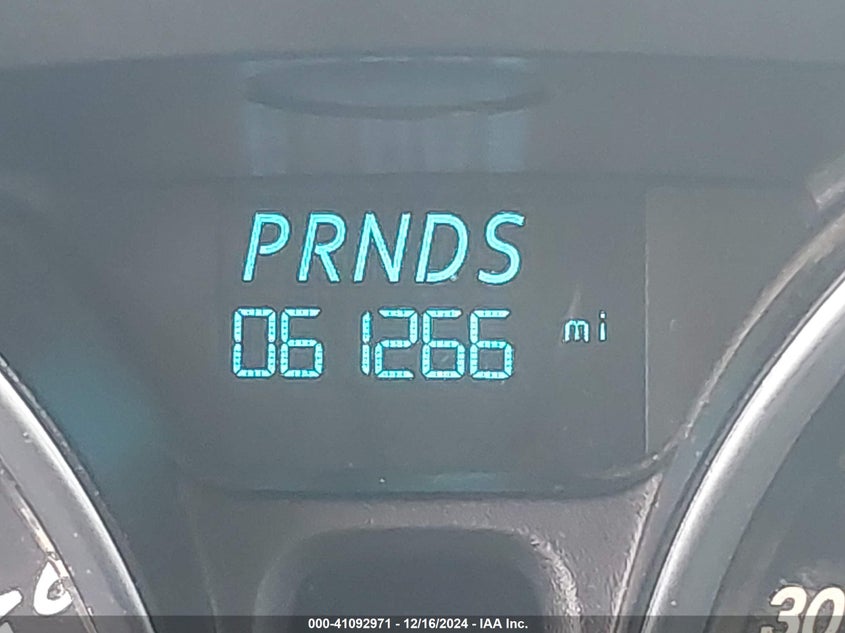 PRNDS
061266 mi
30
000-41092971 - 12/16/2024 - IAA Inc.